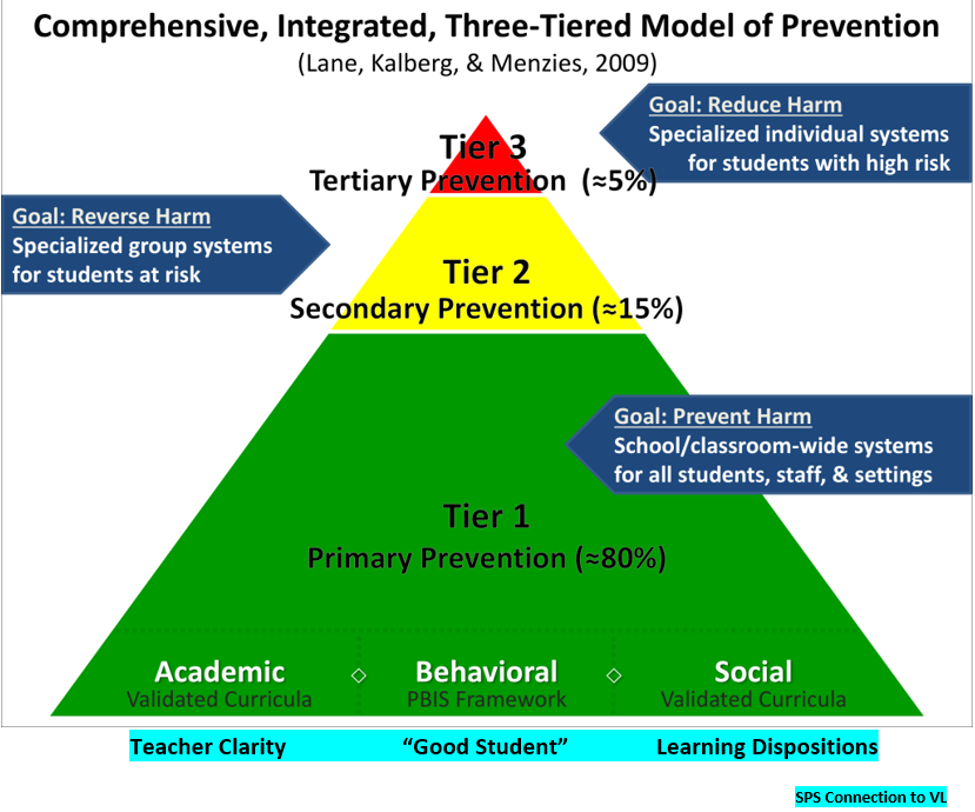 Comprehensive, Integrated, Three-Tiered Model of Prevention
(Lane, Kalberg, & Menzies, 2009)
Goal: Reduce Harm
Specialized individual systems
for students with high risk
Tier 3
Tertiary Prevention (≈5%)
Goal: Reverse Harm
Specialized group systems
for students at risk
Tier 2
Secondary Prevention (≈15%)
Goal: Prevent Harm
School/classroom-wide systems
for all students, staff, & settings
Tier 1
Primary Prevention (≈80%)
Academic ◇ Behavioral ◇ Social
Validated Curricula PBIS Framework Validated Curricula
Teacher Clarity “Good Student” Learning Dispositions
SPS Connection to VL